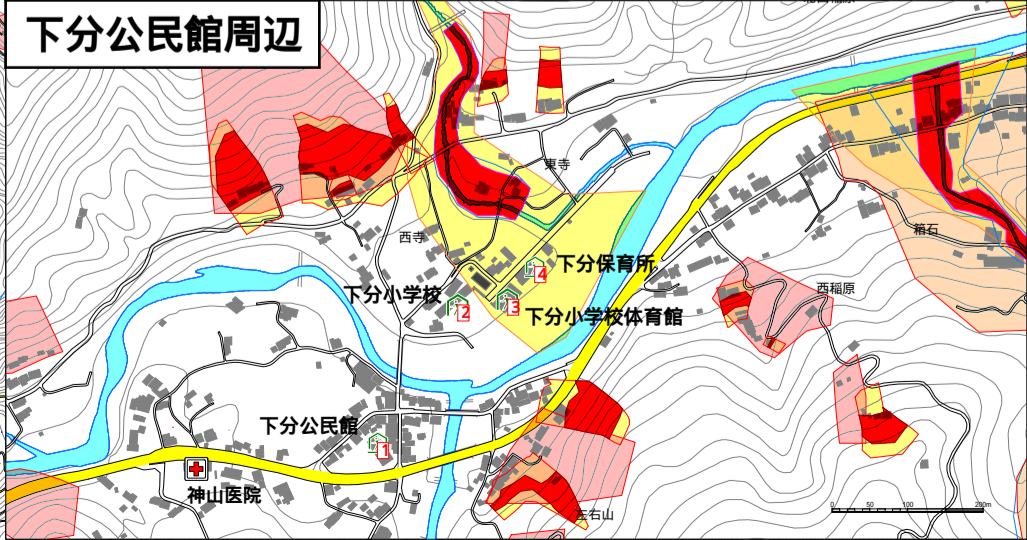 下分公民館周辺
東寺
西寺
箱石
下分保育所
4
下分小学校
2
3
下分小学校体育館
西稲原
下分公民館
1
神山医院
左右山
0 50 100 200m